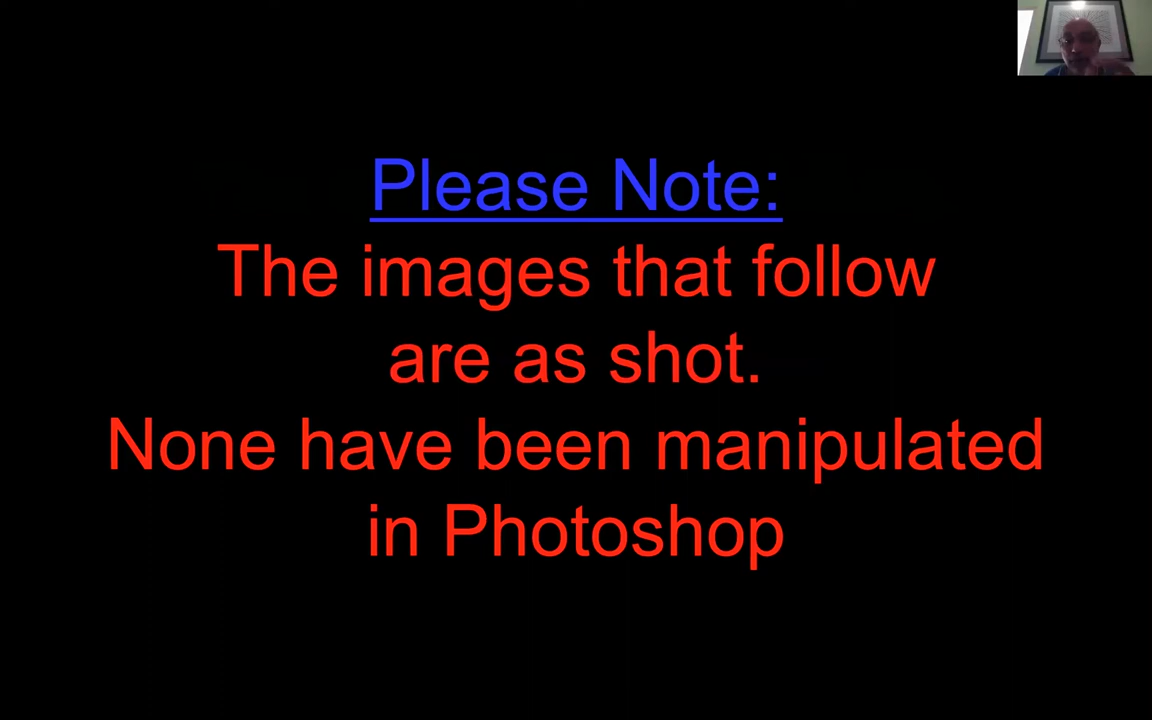 Please Note:
The images that follow
are as shot.
None have been manipulated
in Photoshop